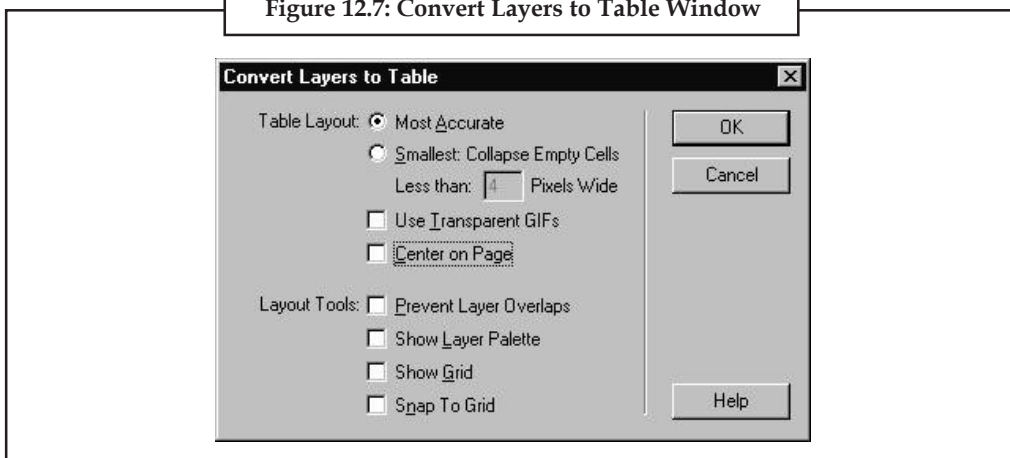 Figure 12.7: Convert Layers to Table Window
Convert Layers to Table
Table Layout: Most Accurate
Smallest: Collapse Empty Cells
Less than: 4 Pixels Wide
Use Transparent GIFs
Center on Page
Layout Tools: Prevent Layer Overlaps
Show Layer Palette
Show Grid
Snap To Grid
OK
Cancel
Help